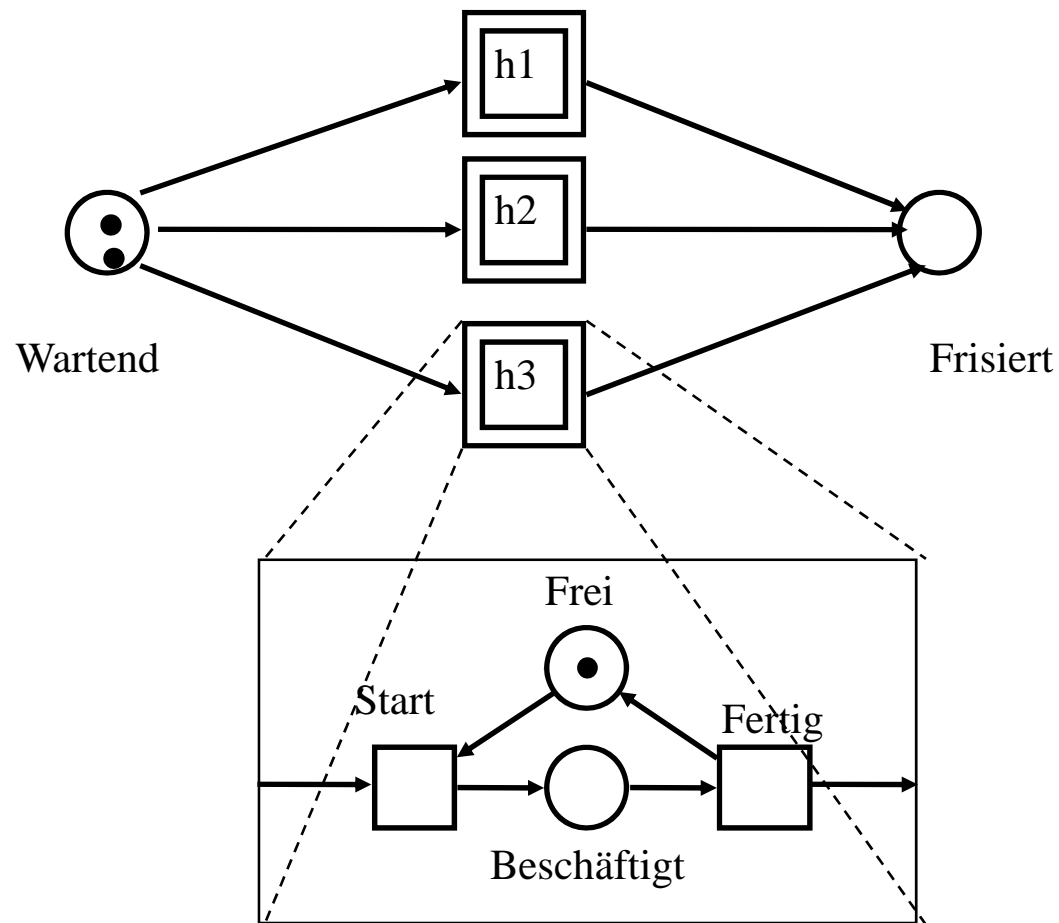 h1
h2
h3
Wartend
Frisiert
Frei
Start
Fertig
Beschäftigt